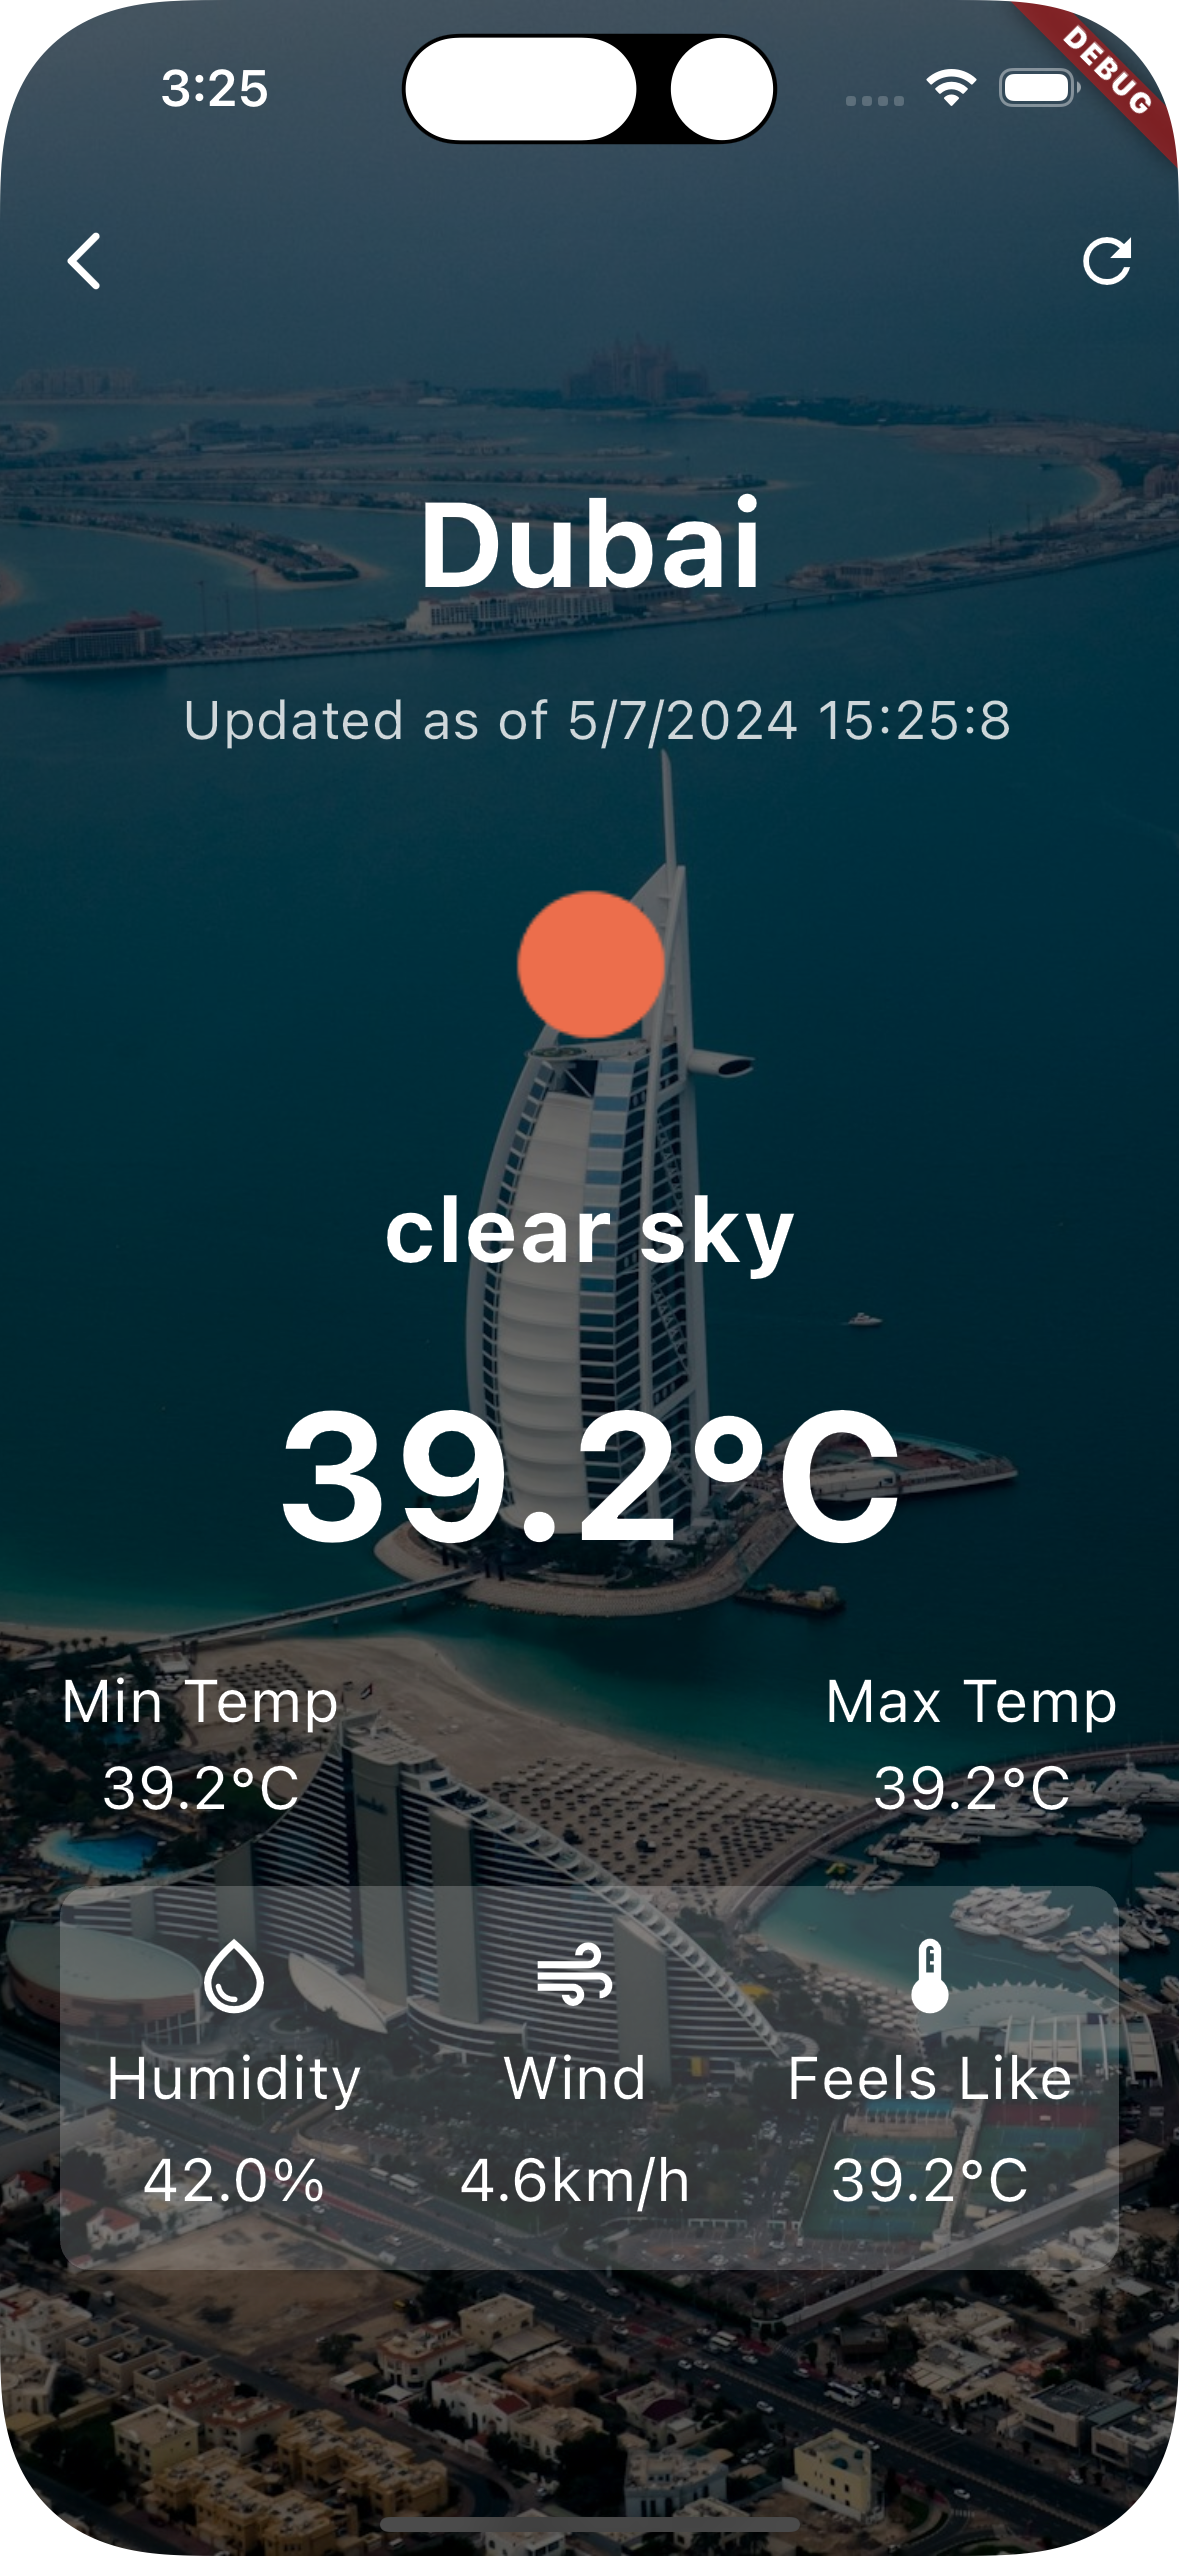 3:25
DEBUG
Dubai
Updated as of 5/7/2024 15:25:8
clear sky
39.2°C
Min Temp Max Temp
39.2°C 39.2°C
Humidity Wind Feels Like
42.0% 4.6km/h 39.2°C